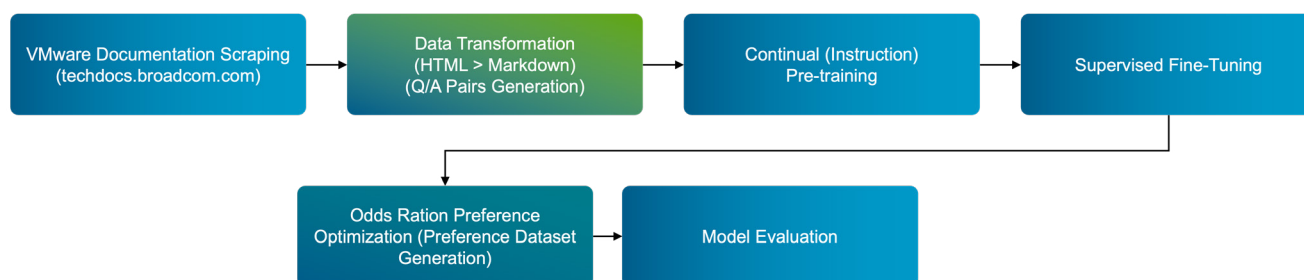 VMware Documentation Scraping
(techdocs.broadcom.com)
Data Transformation
(HTML > Markdown)
(Q/A Pairs Generation)
Continual (Instruction)
Pre-training
Supervised Fine-Tuning
Odds Ration Preference
Optimization (Preference Dataset
Generation)
Model Evaluation